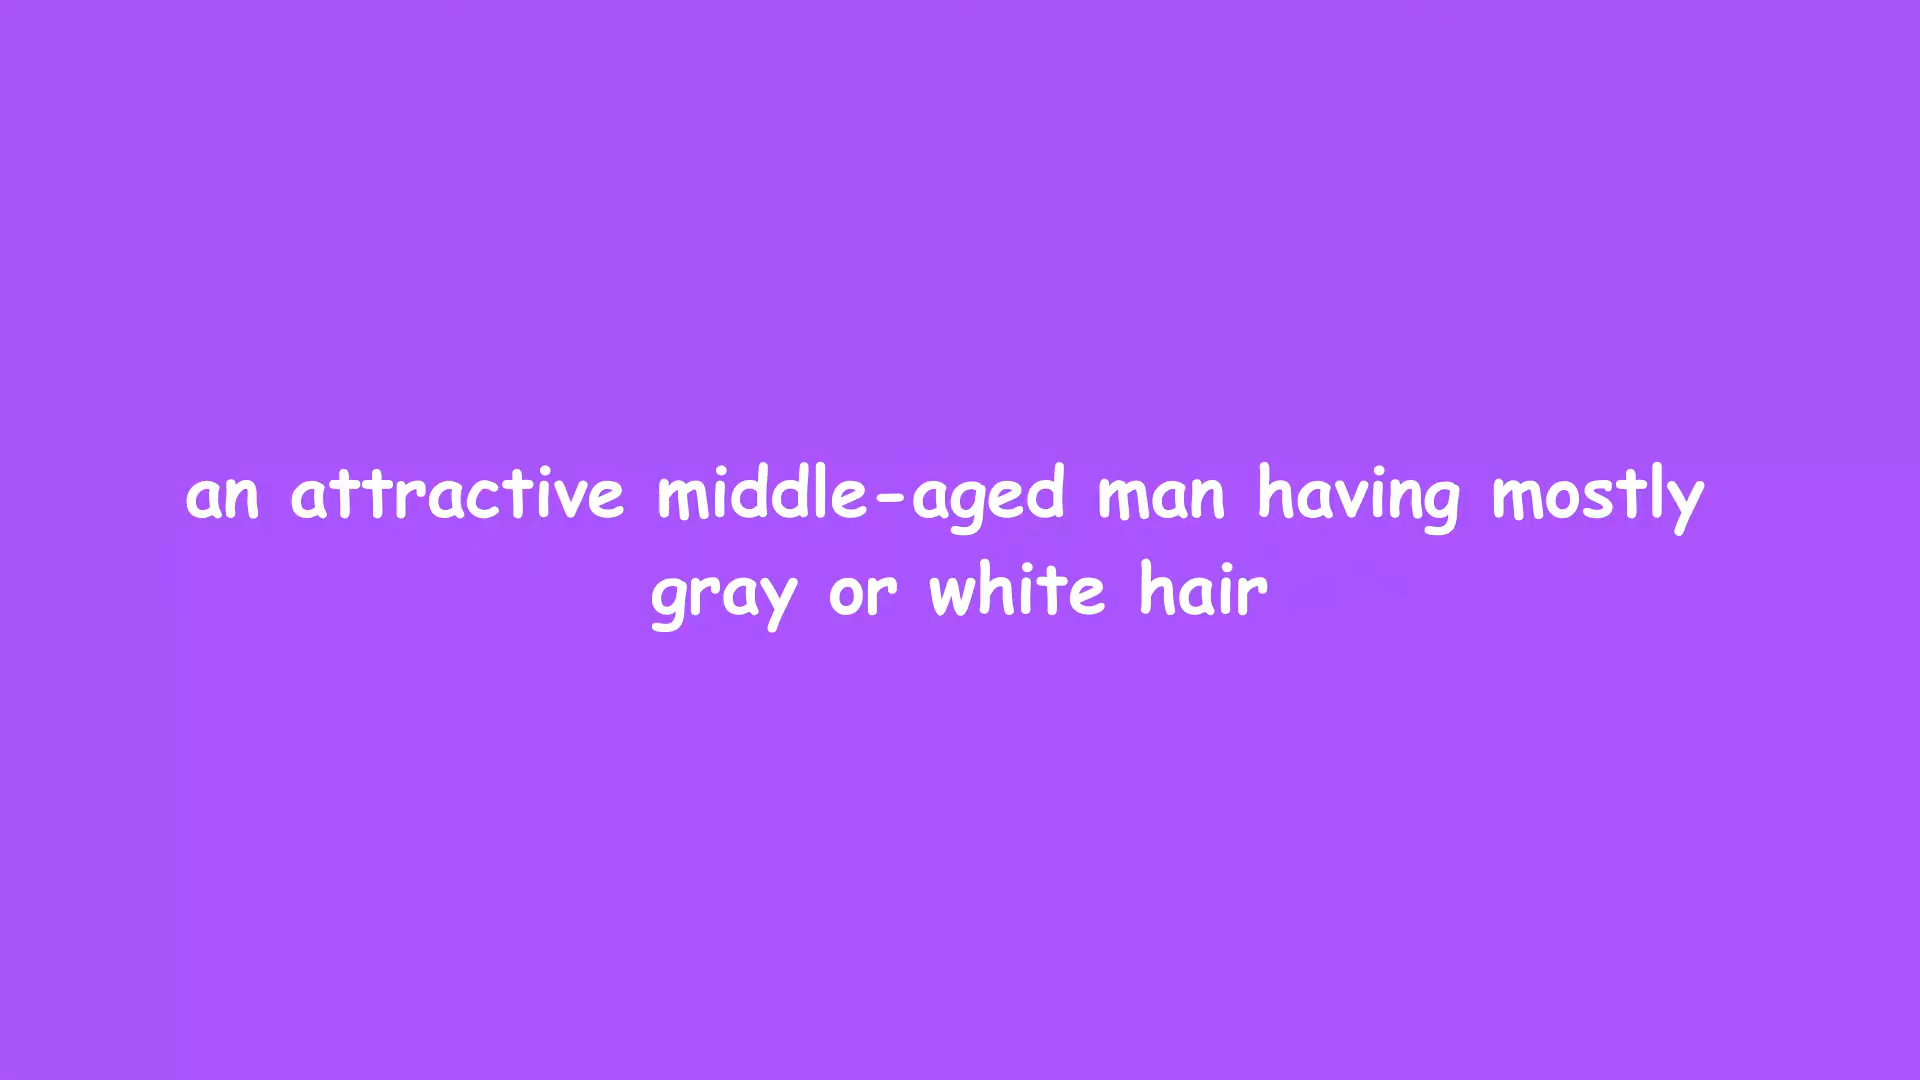 an attractive middle-aged man having mostly
gray or white hair